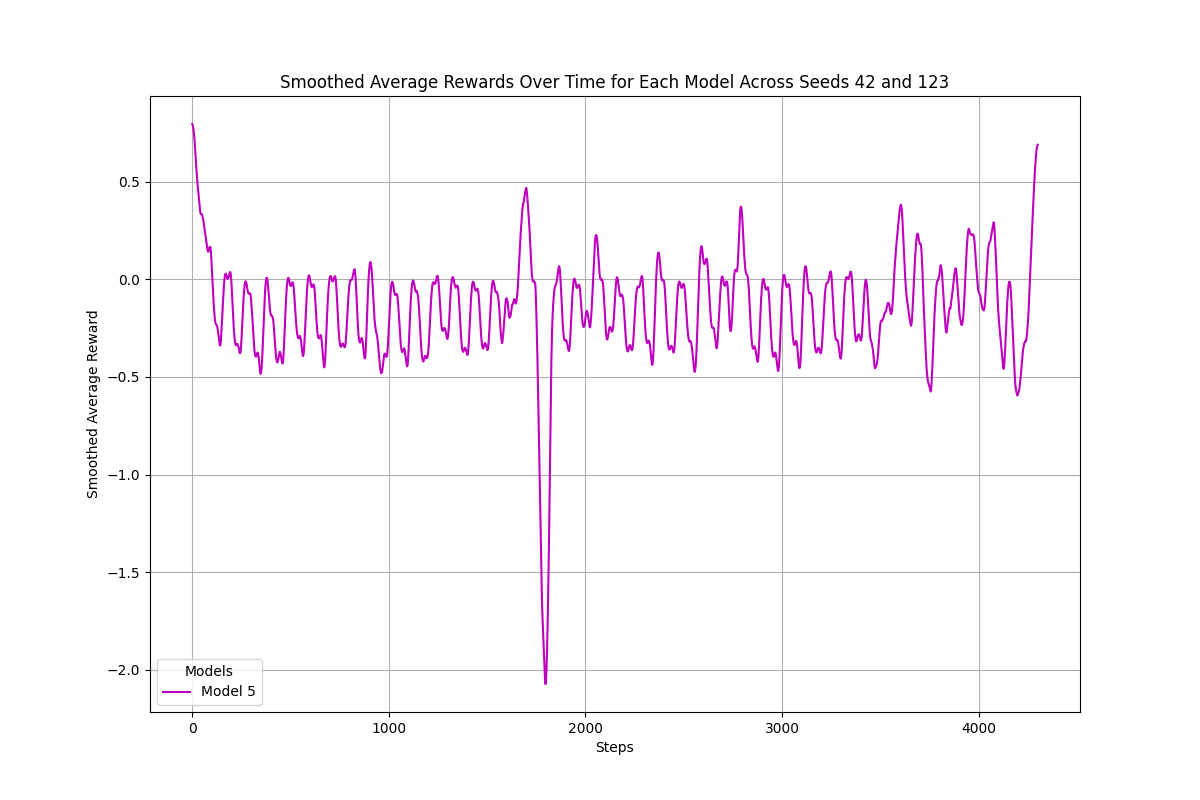 Smoothed Average Rewards Over Time for Each Model Across Seeds 42 and 123
Smoothed Average Reward
0.5
0.0
−0.5
−1.0
−1.5
−2.0
Models
Model 5
0 1000 2000 3000 4000
Steps